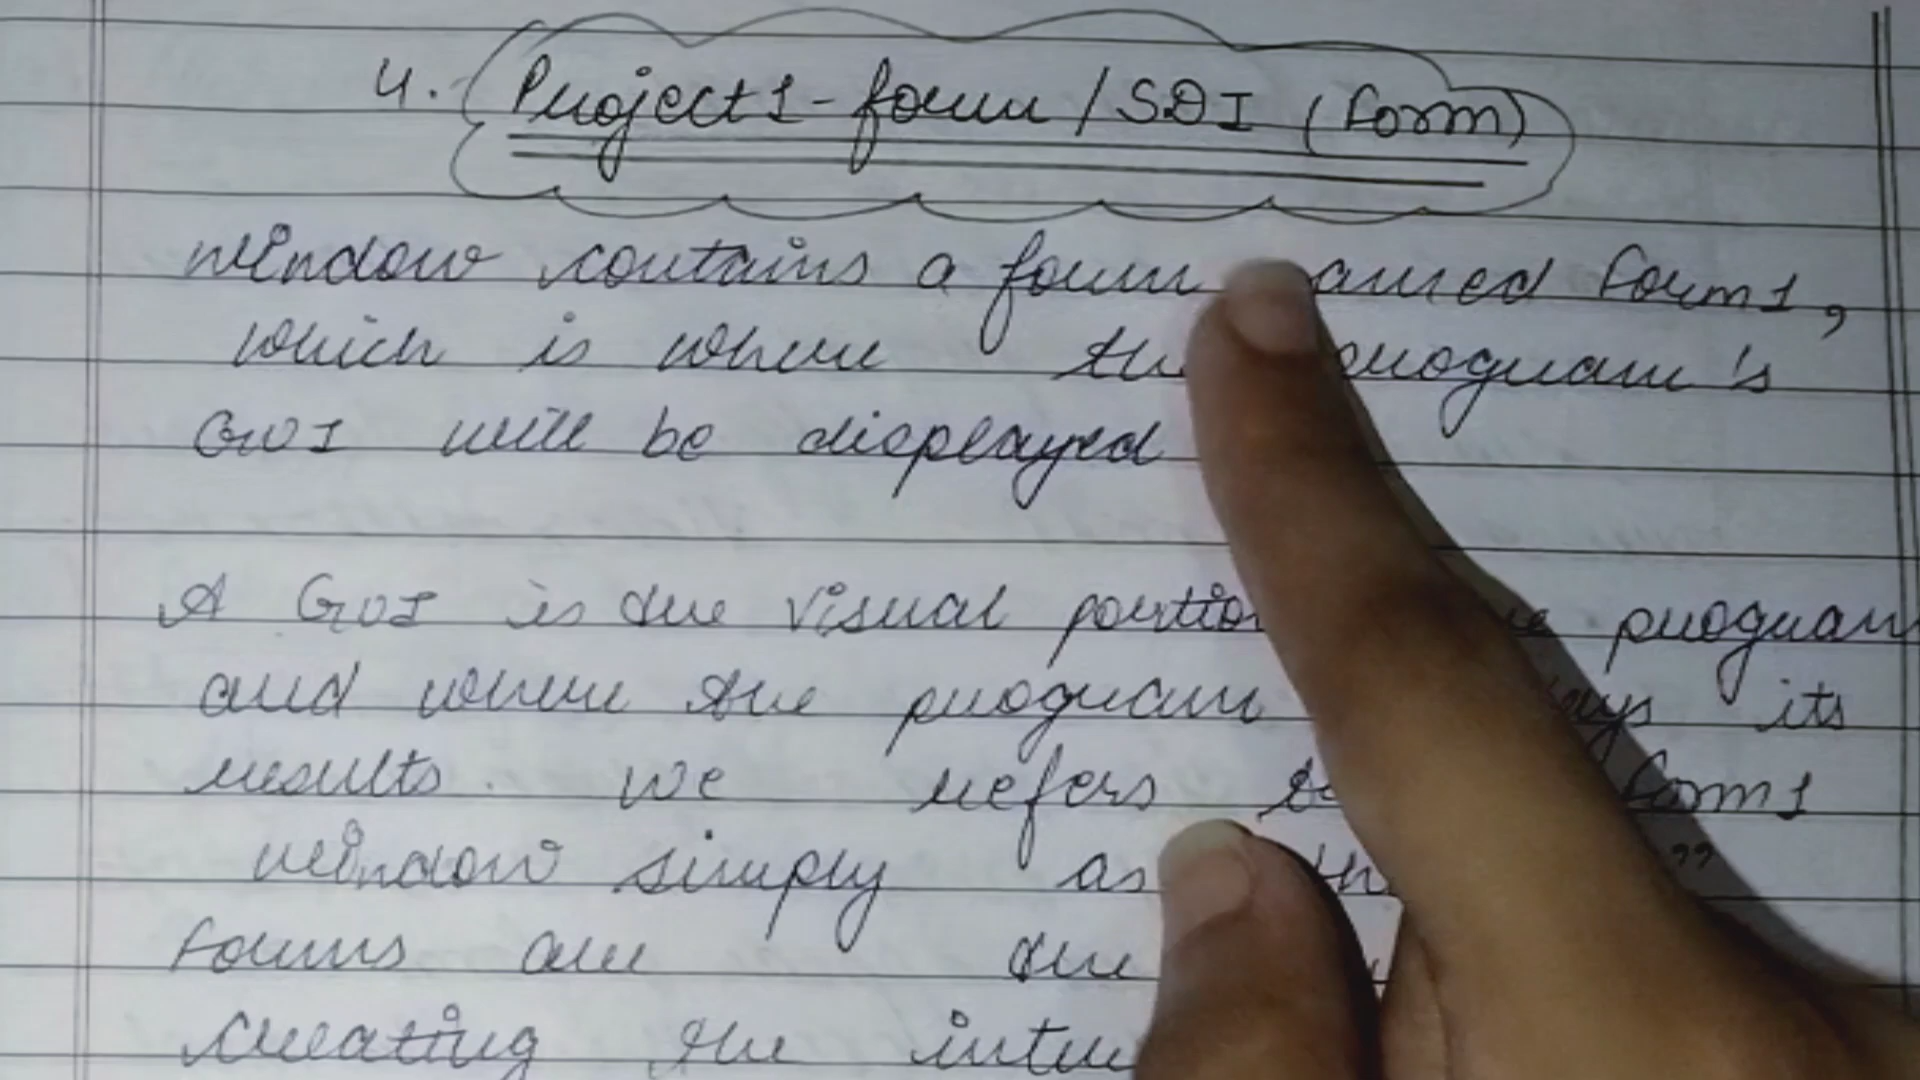 4. Project1-form/SDI (Form)
window contains a form named Form1,
which is where the program's
GUI will be displayed
A GUI is the visual portion program
and where the program its
results. we refers Form1
window simply as "
Forms are the
creating the